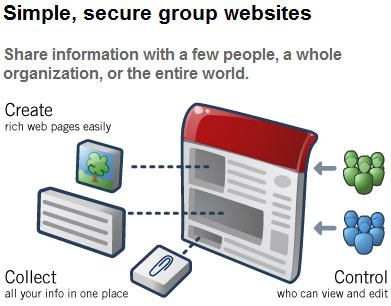 Simple, secure group websites
Share information with a few people, a whole
organization, or the entire world.
Create
rich web pages easily
Collect
all your info in one place
Control
who can view and edit